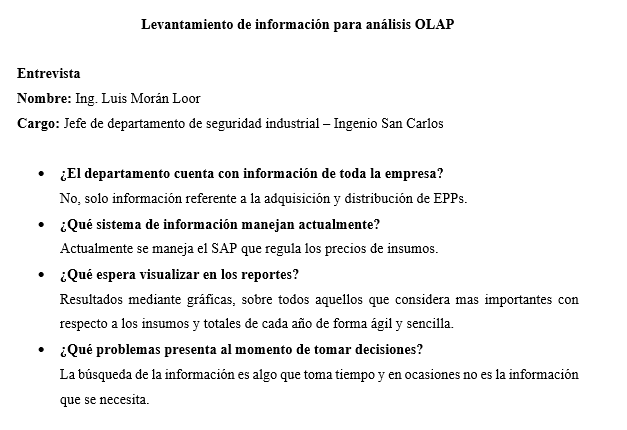 Levantamiento de información para análisis OLAP
Entrevista
Nombre: Ing. Luis Morán Loor
Cargo: Jefe de departamento de seguridad industrial – Ingenio San Carlos
• ¿El departamento cuenta con información de toda la empresa?
No, solo información referente a la adquisición y distribución de EPPs.
• ¿Qué sistema de información manejan actualmente?
Actualmente se maneja el SAP que regula los precios de insumos.
• ¿Qué espera visualizar en los reportes?
Resultados mediante gráficas, sobre todos aquellos que considera mas importantes con
respecto a los insumos y totales de cada año de forma ágil y sencilla.
• ¿Qué problemas presenta al momento de tomar decisiones?
La búsqueda de la información es algo que toma tiempo y en ocasiones no es la información
que se necesita.